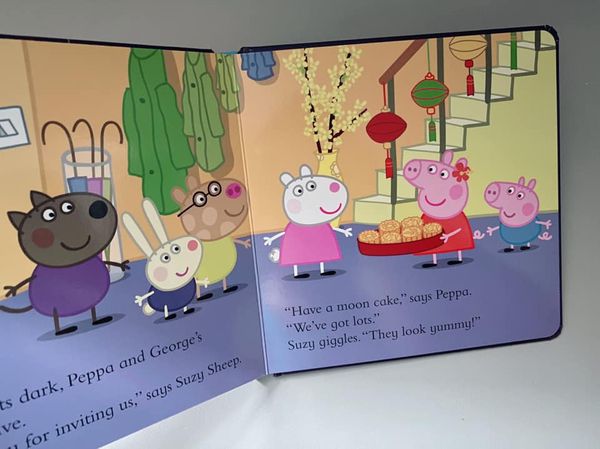 ts dark, Peppa and George's
ve.
for inviting us," says Suzy Sheep.
"Have a moon cake," says Peppa.
"We've got lots."
Suzy giggles. "They look yummy!"